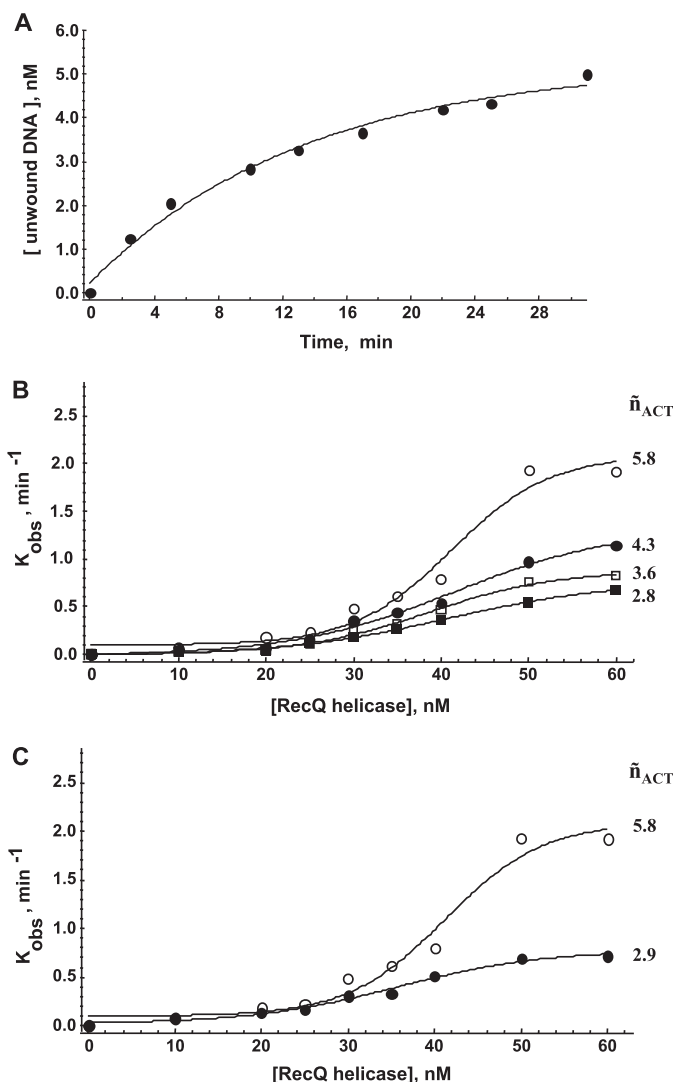 A
6.0
5.0
4.0
3.0
2.0
1.0
0.0
[ unwound DNA ], nM
0 4 8 12 16 20 24 28
Time, min
B
ñACT
2.5
2.0
1.5
1.0
0.5
0.0
Kobs , min -1
5.8
4.3
3.6
2.8
0 10 20 30 40 50 60
[RecQ helicase], nM
C
ñACT
2.5
2.0
1.5
1.0
0.5
0.0
Kobs , min -1
5.8
2.9
0 10 20 30 40 50 60
[RecQ helicase], nM